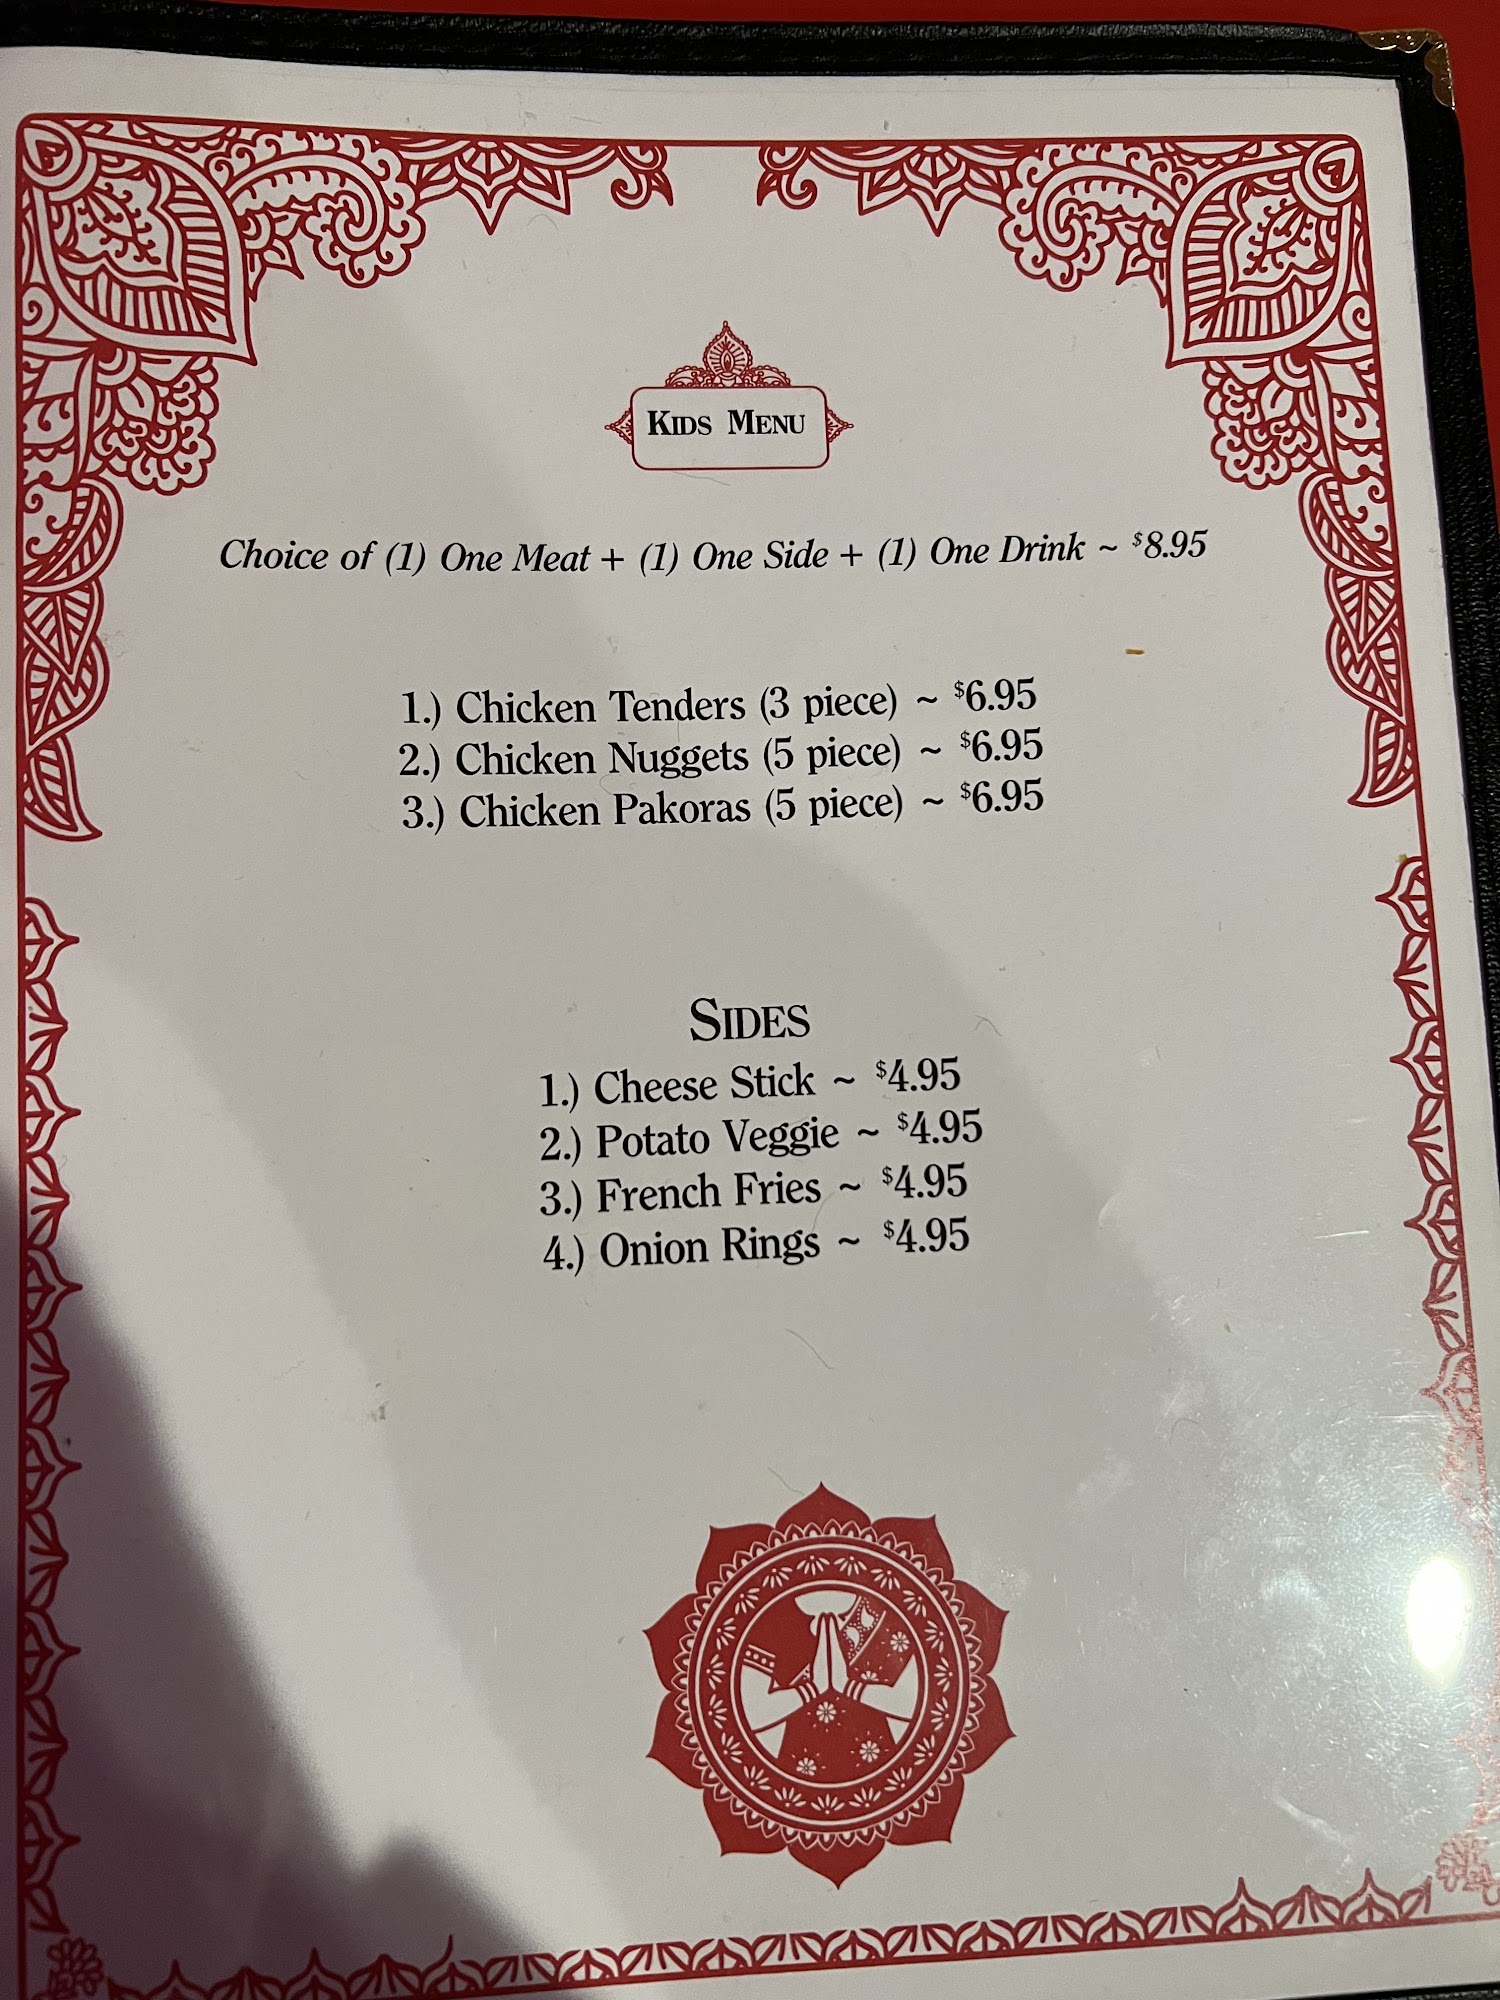 Kids Menu
Choice of (1) One Meat + (1) One Side + (1) One Drink ~ $8.95
1.) Chicken Tenders (3 piece) ~ $6.95
2.) Chicken Nuggets (5 piece) ~ $6.95
3.) Chicken Pakoras (5 piece) ~ $6.95
Sides
1.) Cheese Stick ~ $4.95
2.) Potato Veggie ~ $4.95
3.) French Fries ~ $4.95
4.) Onion Rings ~ $4.95